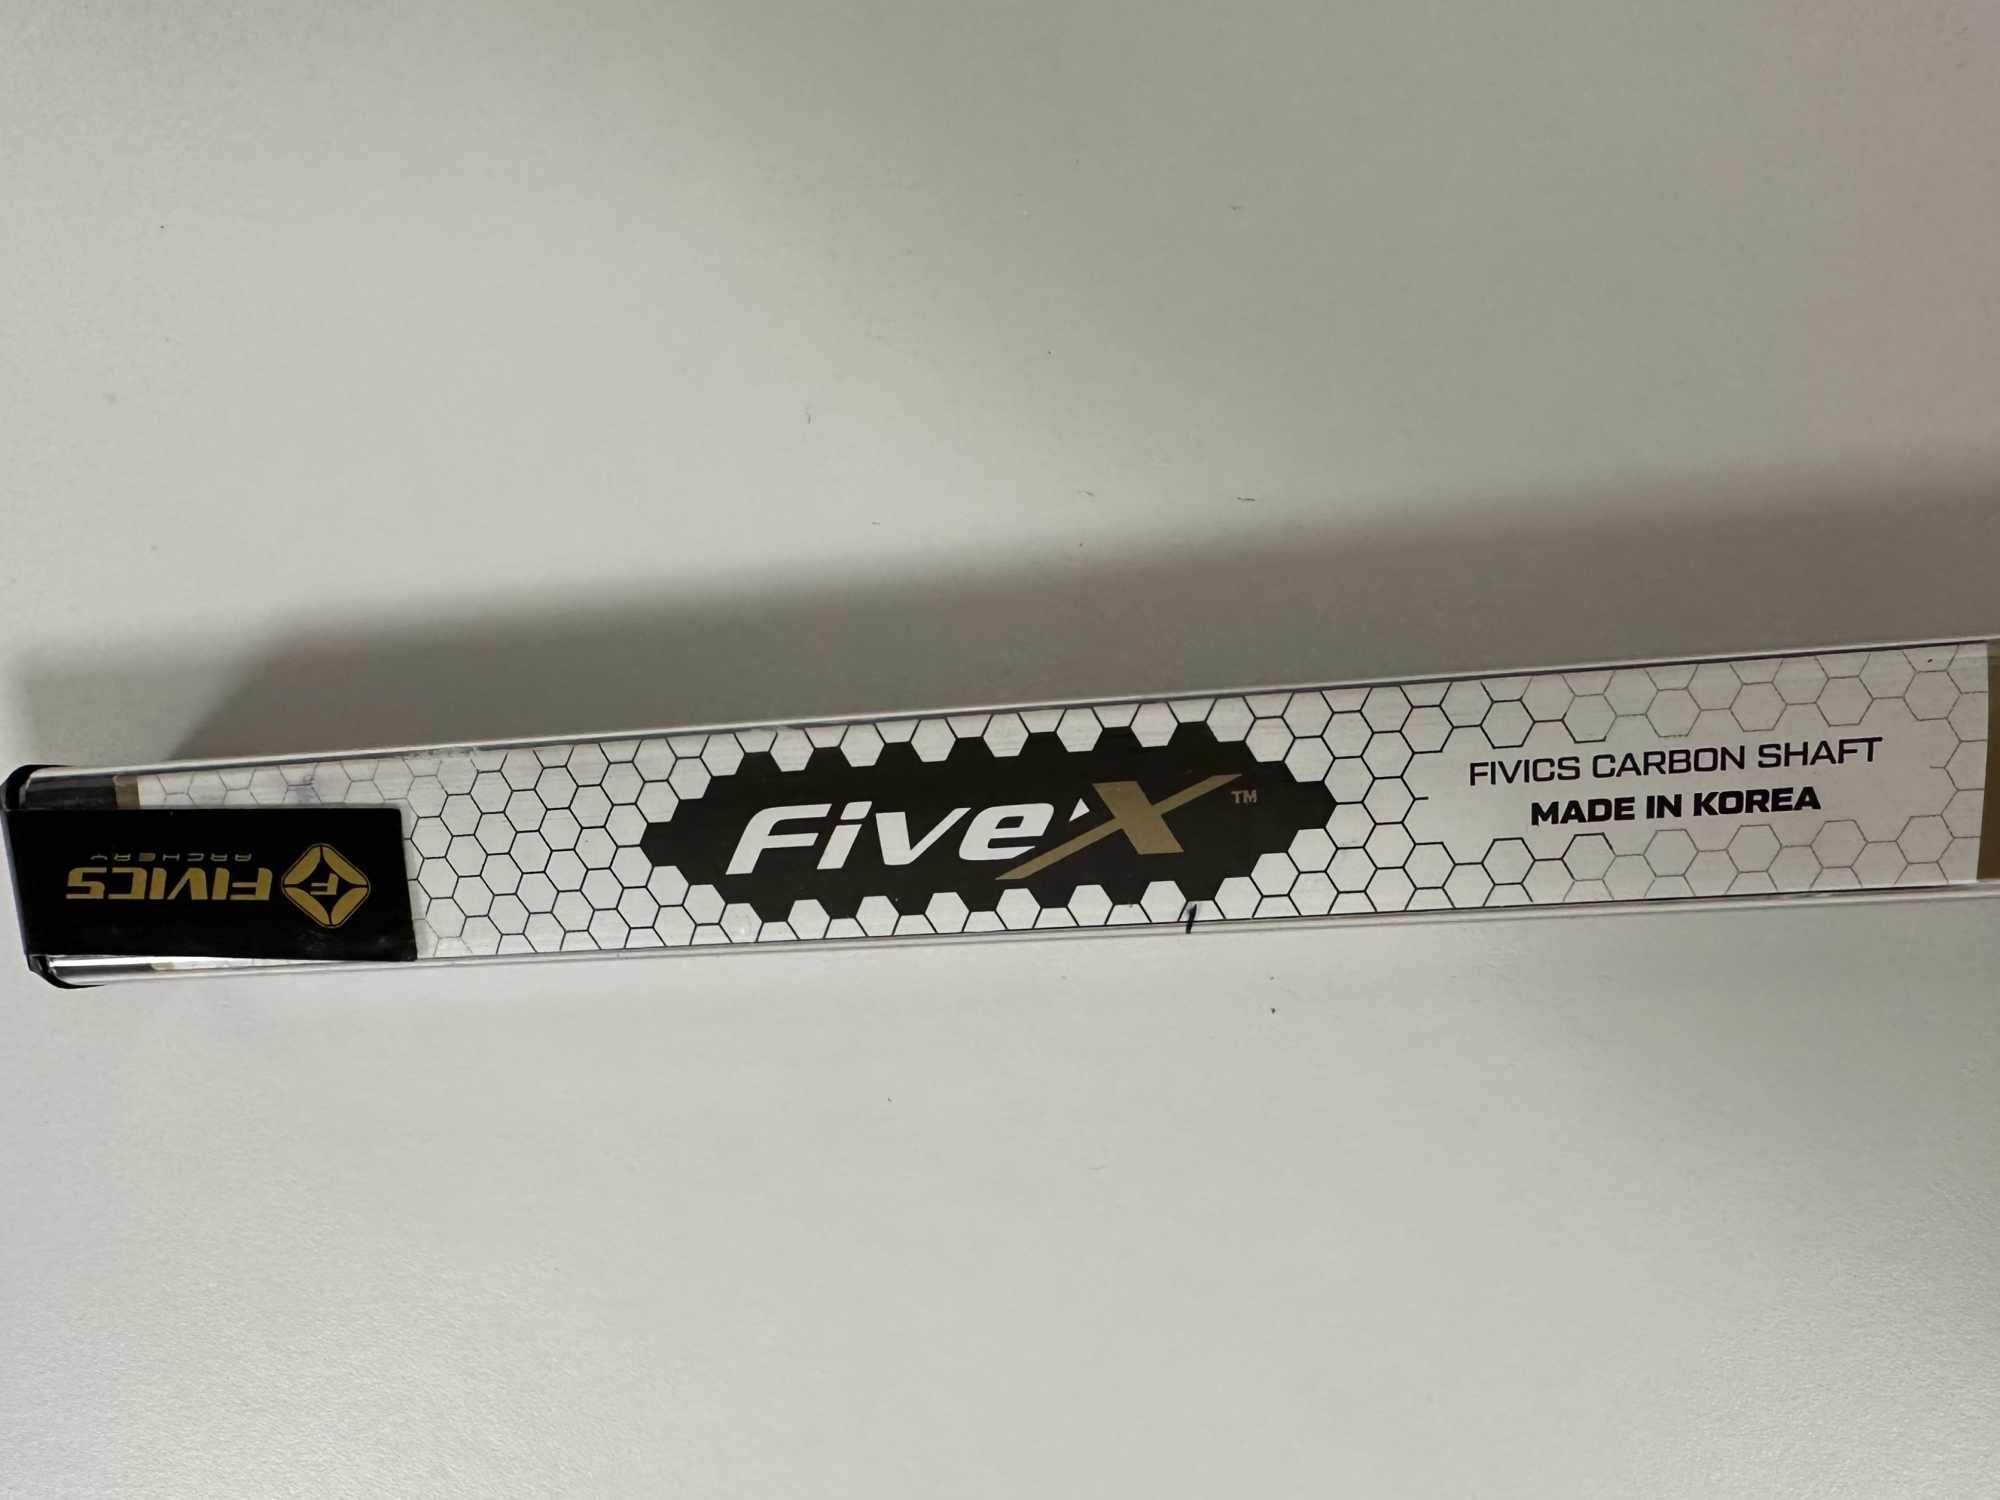 FIVICS
ARCHERY
FiveX™
FIVICS CARBON SHAFT
MADE IN KOREA